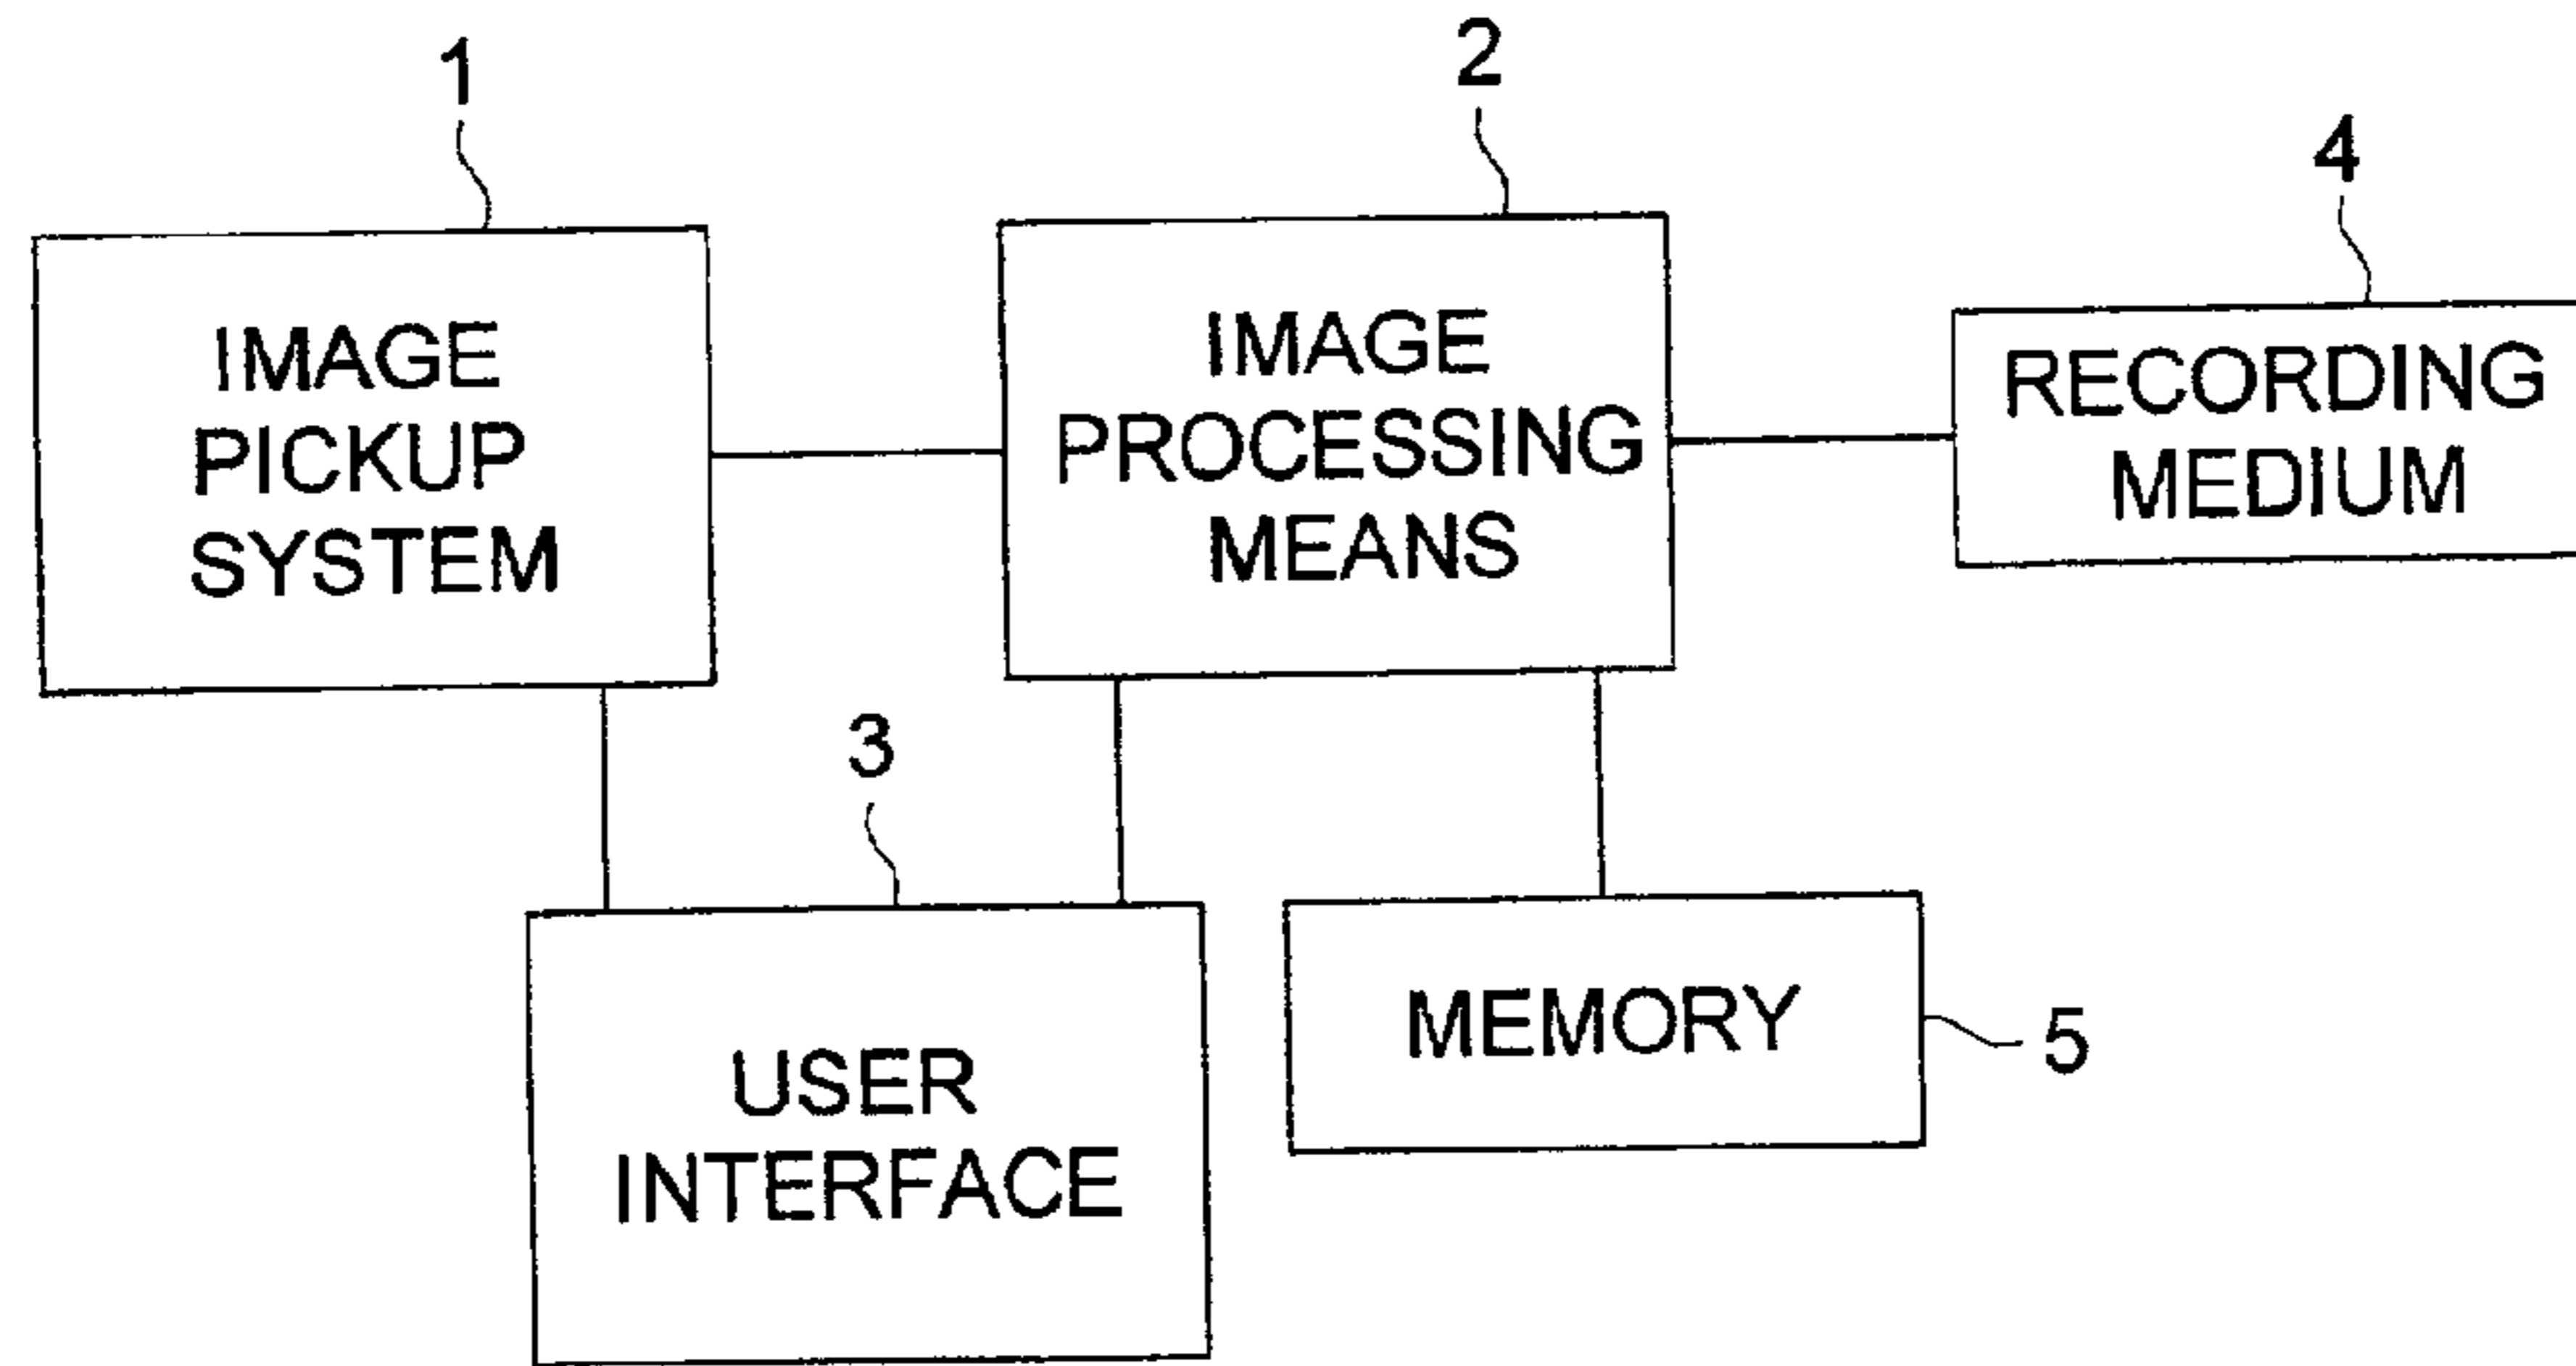 1
2
4
IMAGE
PICKUP
SYSTEM
IMAGE
PROCESSING
MEANS
RECORDING
MEDIUM
3
USER
INTERFACE
MEMORY
5